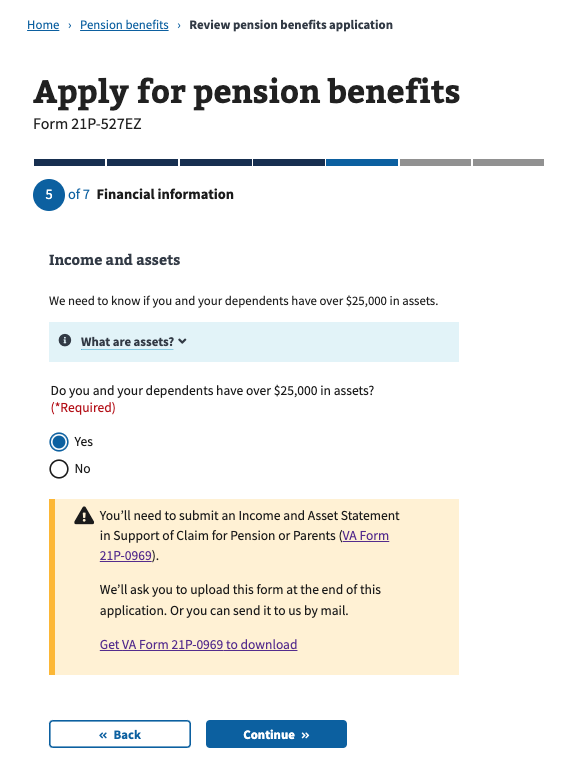 Home › Pension benefits › Review pension benefits application
Apply for pension benefits
Form 21P-527EZ
5 of 7 Financial information
Income and assets
We need to know if you and your dependents have over $25,000 in assets.
What are assets?
Do you and your dependents have over $25,000 in assets?
(*Required)
Yes
No
You’ll need to submit an Income and Asset Statement
in Support of Claim for Pension or Parents (VA Form
21P-0969).
We’ll ask you to upload this form at the end of this
application. Or you can send it to us by mail.
Get VA Form 21P-0969 to download
« Back
Continue »